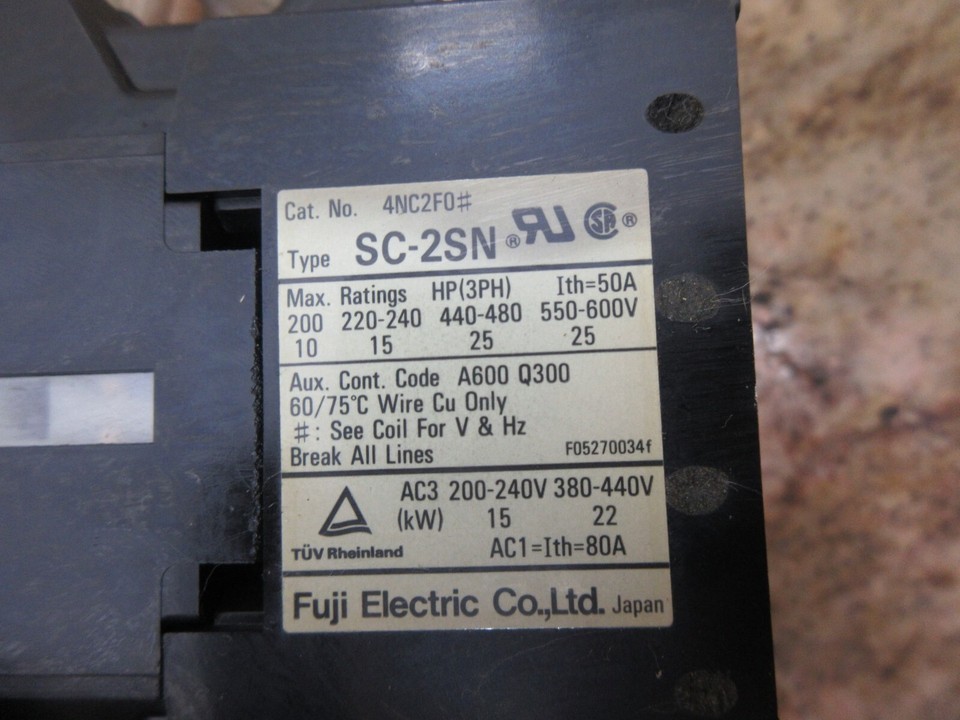 Cat. No. 4NC2F0#
Type SC-2SN ® RU SA ®
Max. Ratings HP(3PH) Ith=50A
200 220-240 440-480 550-600V
10 15 25 25
Aux. Cont. Code A600 Q300
60/75°C Wire Cu Only
#: See Coil For V & Hz
Break All Lines F05270034f
AC3 200-240V 380-440V
(kW) 15 22
TÜV Rheinland AC1=Ith=80A
Fuji Electric Co.,Ltd. Japan